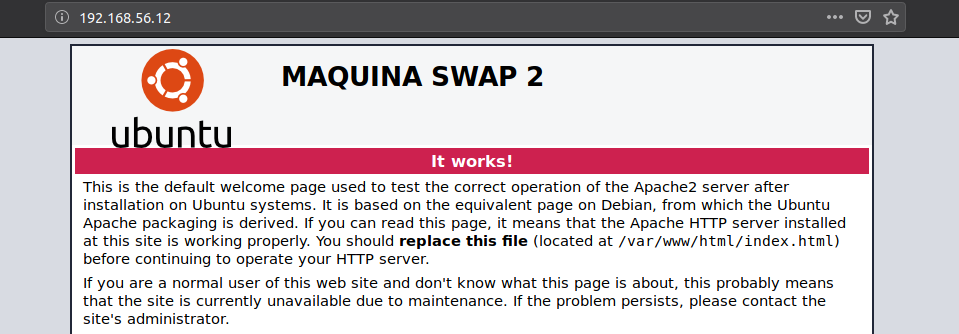 192.168.56.12
MAQUINA SWAP 2
ubuntu
It works!
This is the default welcome page used to test the correct operation of the Apache2 server after
installation on Ubuntu systems. It is based on the equivalent page on Debian, from which the Ubuntu
Apache packaging is derived. If you can read this page, it means that the Apache HTTP server installed
at this site is working properly. You should replace this file (located at /var/www/html/index.html)
before continuing to operate your HTTP server.
If you are a normal user of this web site and don't know what this page is about, this probably means
that the site is currently unavailable due to maintenance. If the problem persists, please contact the
site's administrator.